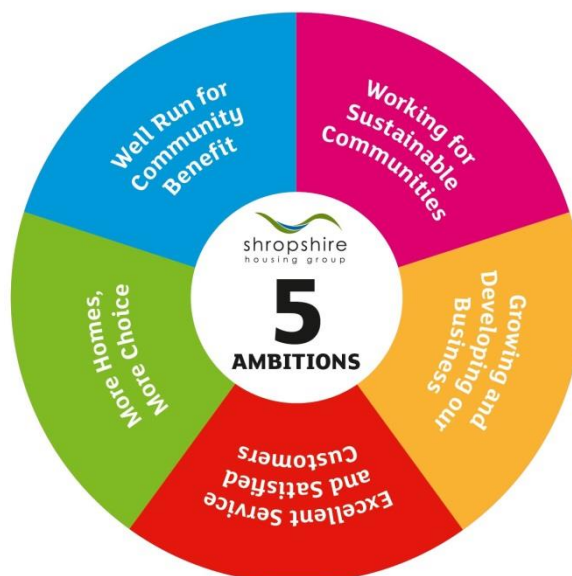 shropshire
housing group
5
AMBITIONS
Working for
Sustainable
Communities
Growing and
Developing our
Business
Excellent Service
and Satisfied
Customers
More Homes,
More Choice
Well Run for
Community
Benefit